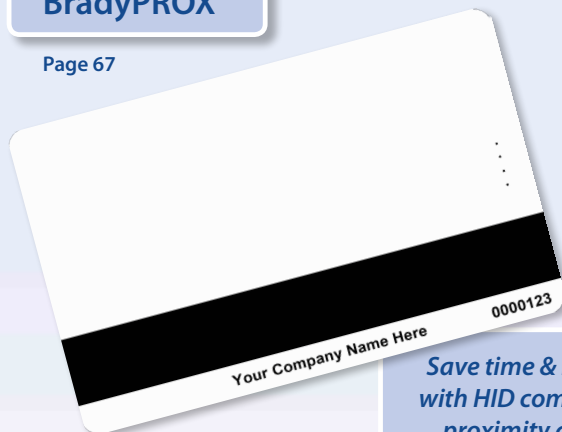 BradyPROX
Page 67
0000123
Your Company Name Here
Save time &
with HID com
proximity